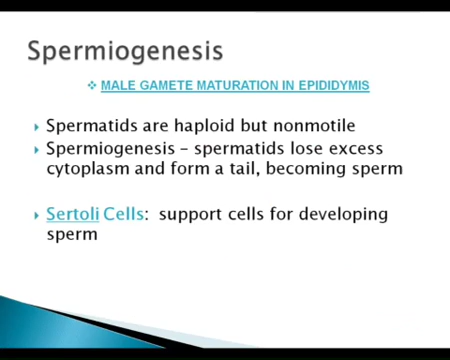 Spermiogenesis
❖ MALE GAMETE MATURATION IN EPIDIDYMIS
Spermatids are haploid but nonmotile
Spermiogenesis – spermatids lose excess
cytoplasm and form a tail, becoming sperm
Sertoli Cells: support cells for developing
sperm